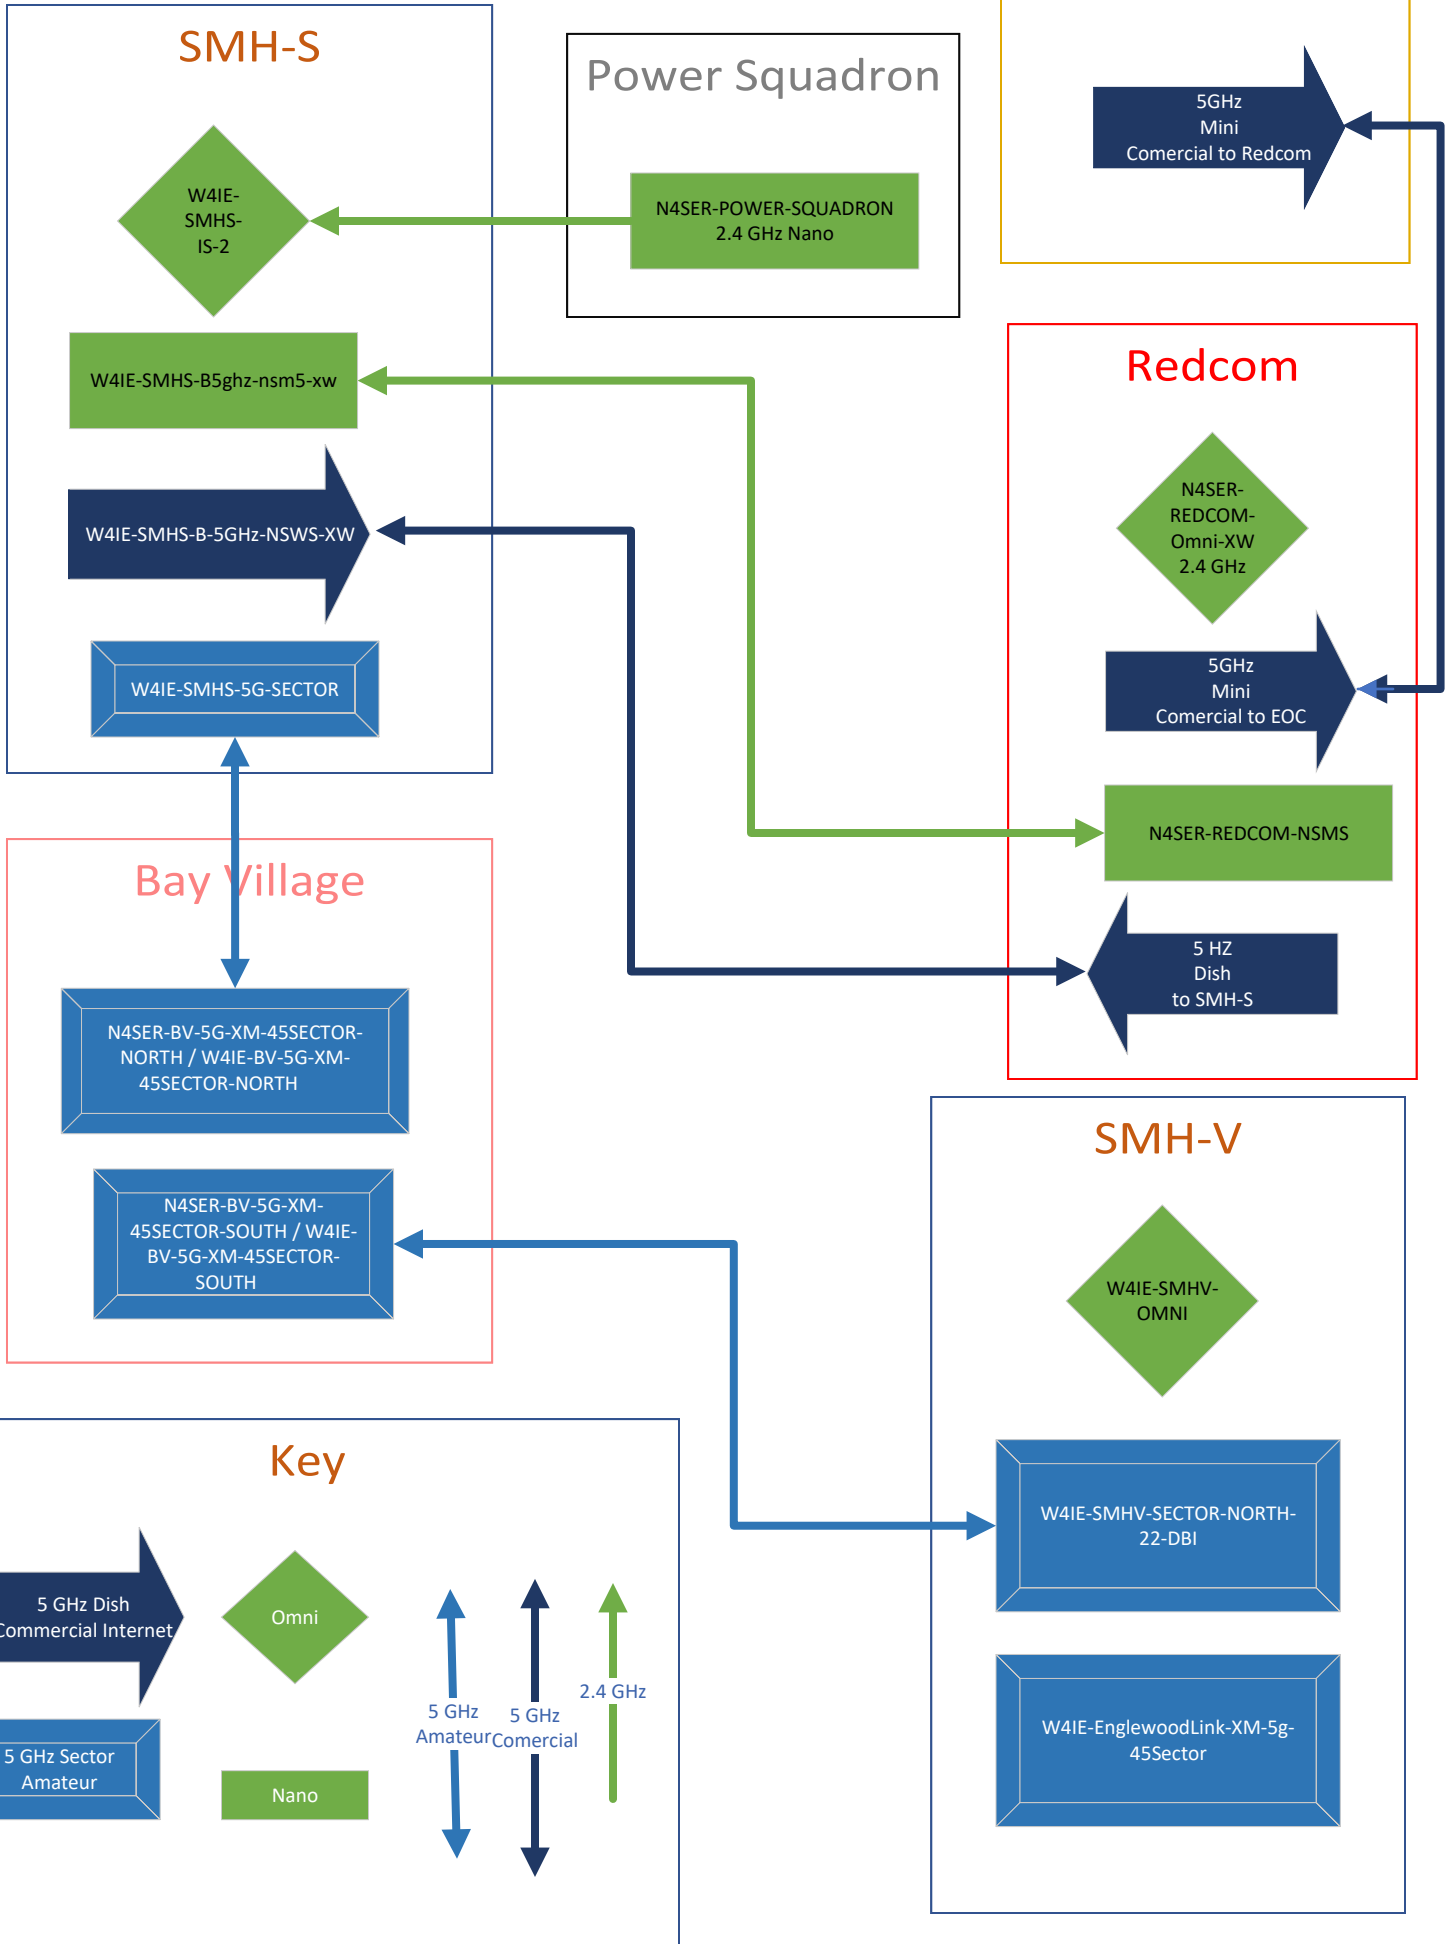 SMH-S
W4IE-
SMHS-
IS-2
W4IE-SMHS-B5ghz-nsm5-xw
W4IE-SMHS-B-5GHz-NSWS-XW
W4IE-SMHS-5G-SECTOR
Power Squadron
N4SER-POWER-SQUADRON
2.4 GHz Nano
5GHz
Mini
Comercial to Redcom
Redcom
N4SER-
REDCOM-
Omni-XW
2.4 GHz
5GHz
Mini
Comercial to EOC
N4SER-REDCOM-NSMS
5 HZ
Dish
to SMH-S
Bay Village
N4SER-BV-5G-XM-45SECTOR-
NORTH / W4IE-BV-5G-XM-
45SECTOR-NORTH
N4SER-BV-5G-XM-
45SECTOR-SOUTH / W4IE-
BV-5G-XM-45SECTOR-
SOUTH
SMH-V
W4IE-SMHV-
OMNI
W4IE-SMHV-SECTOR-NORTH-
22-DBI
W4IE-EnglewoodLink-XM-5g-
45Sector
Key
5 GHz Dish
Commercial Internet
Omni
5 GHz Sector
Amateur
Nano
5 GHz
Amateur
5 GHz
Comercial
2.4 GHz